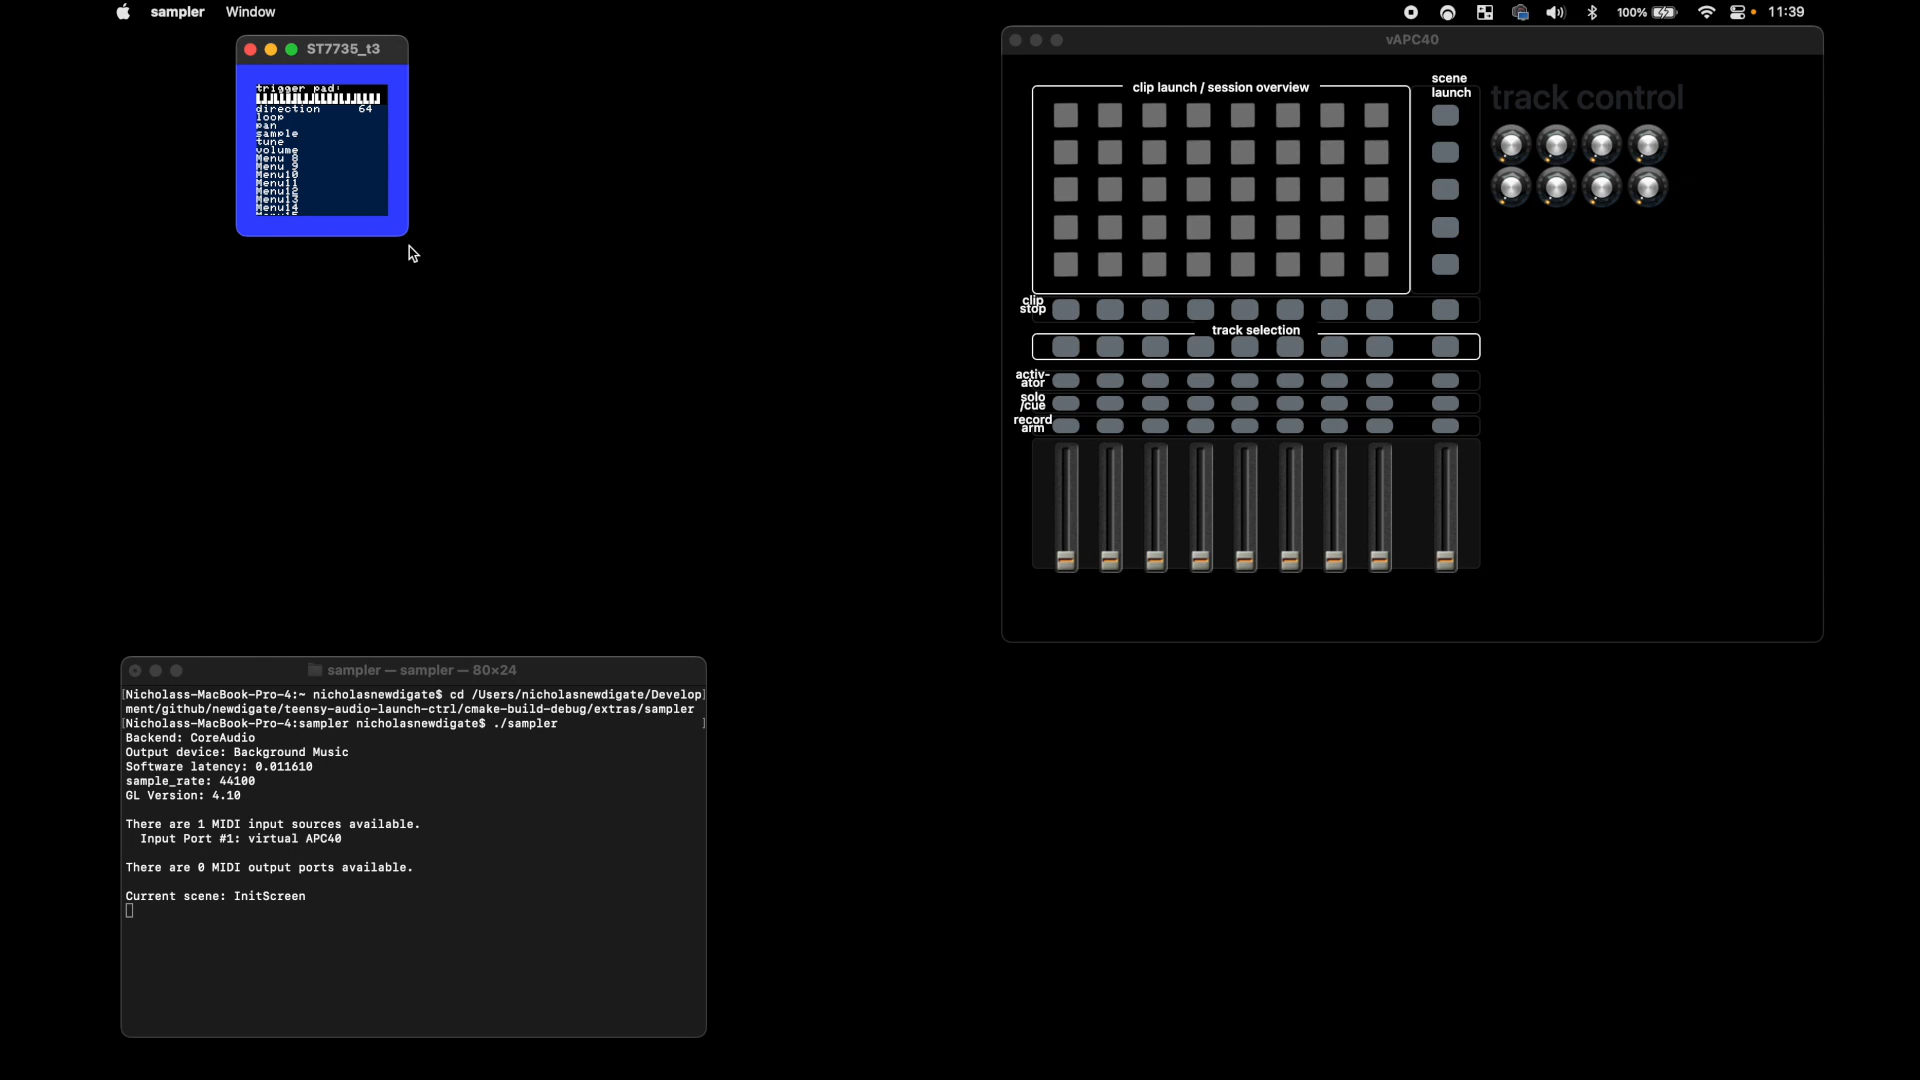 sampler Window
100% 11:39
ST7735_t3
trigger pad:
direction 64
loop
pan
sample
tune
volume
Menu 8
Menu 9
Menu10
Menu11
Menu12
Menu13
Menu14
vAPC40
clip launch / session overview
scene
launch
track control
clip
stop
track selection
activ-
ator
solo
/cue
record
arm
sampler — sampler — 80×24
[Nicholass-MacBook-Pro-4:~ nicholasnewdigate$ cd /Users/nicholasnewdigate/Develop]
ment/github/newdigate/teensy-audio-launch-ctrl/cmake-build-debug/extras/sampler
[Nicholass-MacBook-Pro-4:sampler nicholasnewdigate$ ./sampler ]
Backend: CoreAudio
Output device: Background Music
Software latency: 0.011610
sample_rate: 44100
GL Version: 4.10
There are 1 MIDI input sources available.
Input Port #1: virtual APC40
There are 0 MIDI output ports available.
Current scene: InitScreen